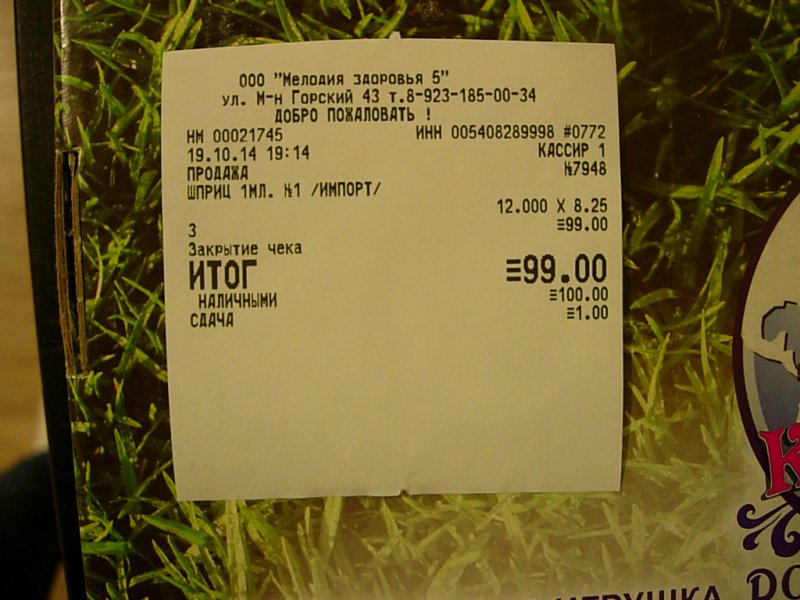 ООО "Мелодия здоровья 5"
ул. М-н Горский 43 т.8-923-185-00-34
ДОБРО ПОЖАЛОВАТЬ !
НМ 00021745 ИНН 005408289998 #0772
19.10.14 19:14 КАССИР 1
ПРОДАЖА №7948
ШПРИЦ 1МЛ. №1 /ИМПОРТ/
12.000 X 8.25
3 ≡99.00
Закрытие чека
ИТОГ ≡99.00
НАЛИЧНЫМИ ≡100.00
СДАЧА ≡1.00